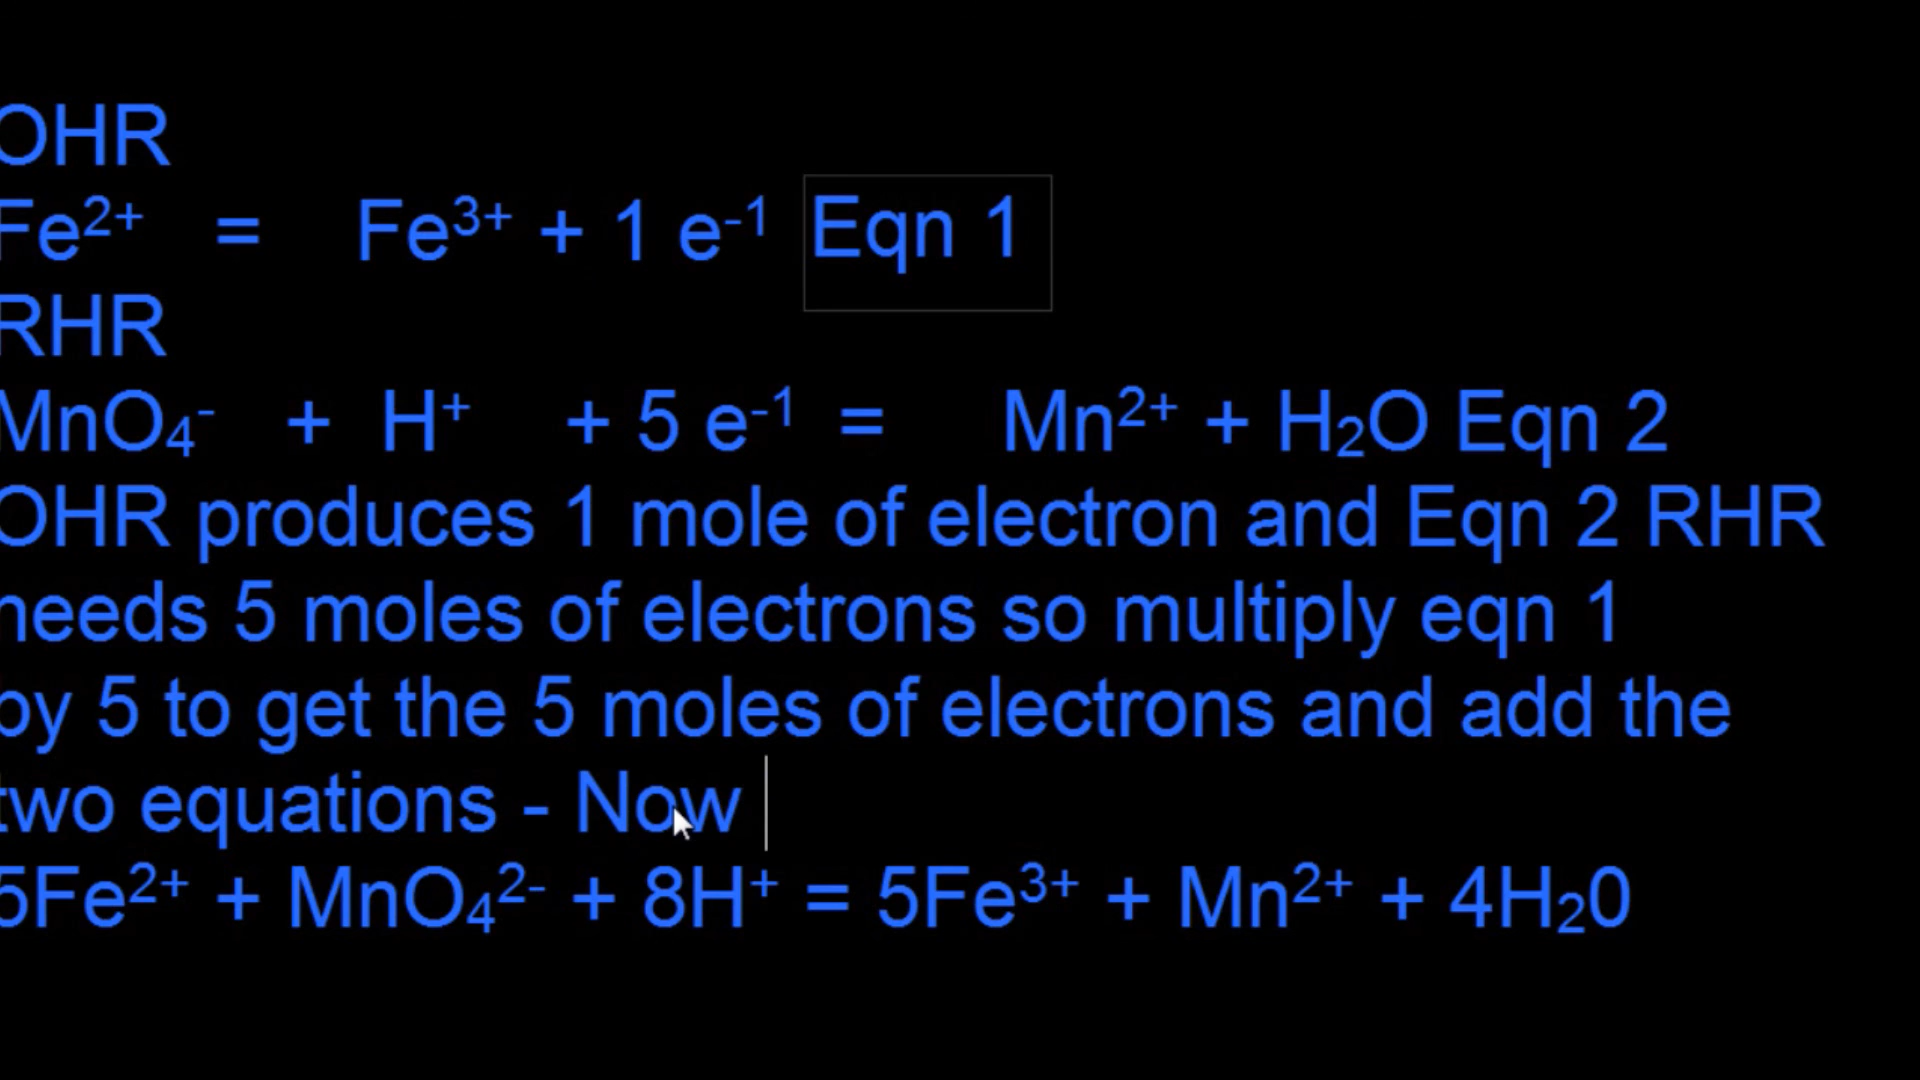 OHR
Fe²⁺ = Fe³⁺ + 1 e⁻¹ Eqn 1
RHR
MnO₄⁻ + H⁺ + 5 e⁻¹ = Mn²⁺ + H₂O Eqn 2
OHR produces 1 mole of electron and Eqn 2 RHR
needs 5 moles of electrons so multiply eqn 1
by 5 to get the 5 moles of electrons and add the
two equations - Now
5Fe²⁺ + MnO₄²⁻ + 8H⁺ = 5Fe³⁺ + Mn²⁺ + 4H₂0